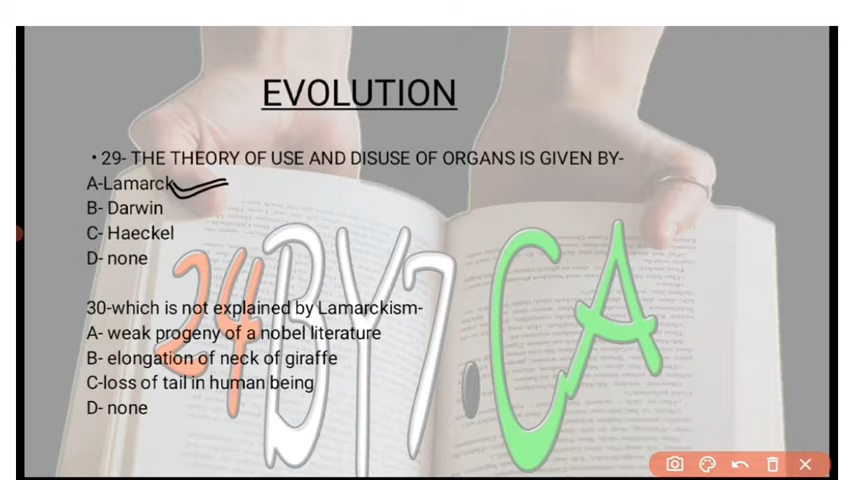 EVOLUTION
• 29- THE THEORY OF USE AND DISUSE OF ORGANS IS GIVEN BY-
A-Lamarck
B- Darwin
C- Haeckel
D- none
30-which is not explained by Lamarckism-
A- weak progeny of a nobel literature
B- elongation of neck of giraffe
C-loss of tail in human being
D- none
24BY7.CA